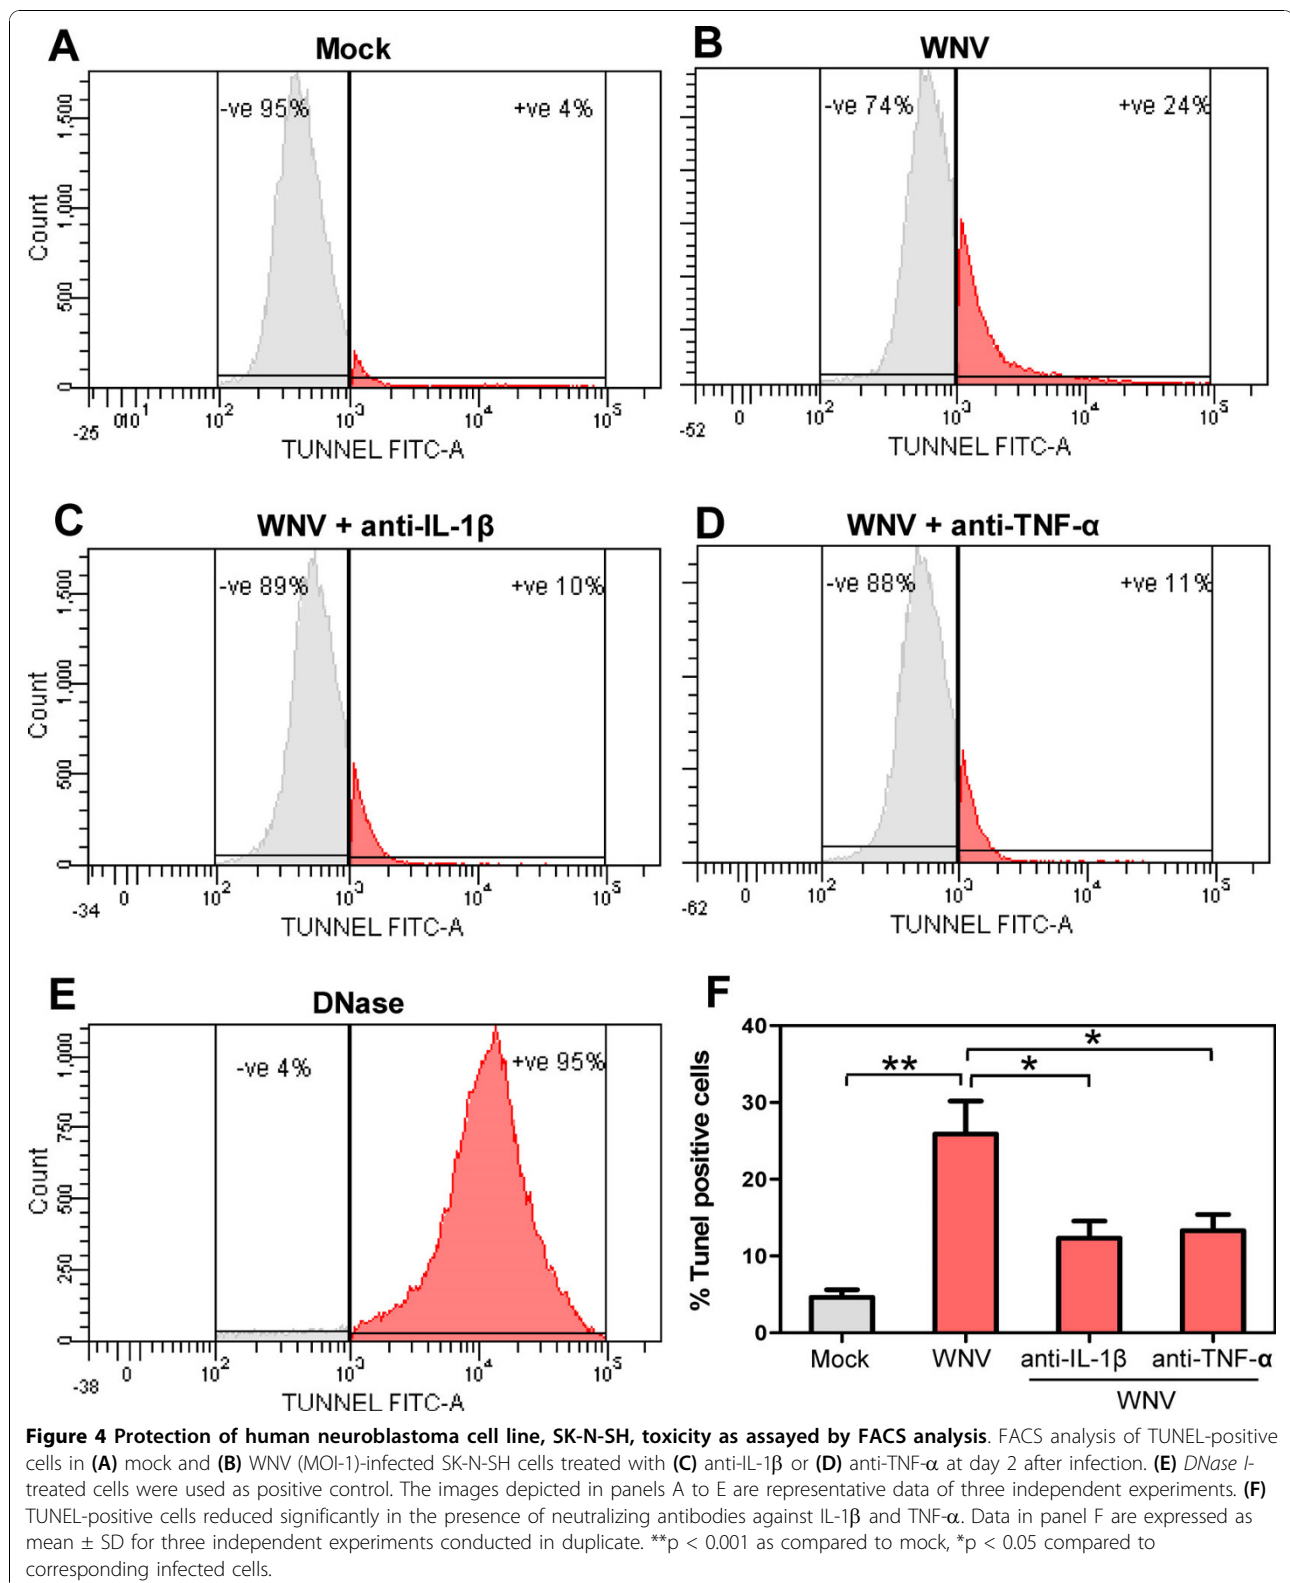 A
Mock
-ve 95%
+ve 4%
Count
0
500
1,000
1,500
-25
0
10^1
10^2
10^3
10^4
10^5
TUNNEL FITC-A
B
WNV
-ve 74%
+ve 24%
-52
0
10^2
10^3
10^4
10^5
TUNNEL FITC-A
C
WNV + anti-IL-1β
-ve 89%
+ve 10%
Count
0
500
1,000
1,500
-34
0
10^2
10^3
10^4
10^5
TUNNEL FITC-A
D
WNV + anti-TNF-α
-ve 88%
+ve 11%
-62
0
10^2
10^3
10^4
10^5
TUNNEL FITC-A
E
DNase
-ve 4%
+ve 95%
Count
0
250
500
750
1,000
-38
0
10^2
10^3
10^4
10^5
TUNNEL FITC-A
F
% Tunel positive cells
40
30
20
10
0
**
*
*
Mock
WNV
anti-IL-1β
anti-TNF-α
WNV
Figure 4 Protection of human neuroblastoma cell line, SK-N-SH, toxicity as assayed by FACS analysis. FACS analysis of TUNEL-positive
cells in (A) mock and (B) WNV (MOI-1)-infected SK-N-SH cells treated with (C) anti-IL-1β or (D) anti-TNF-α at day 2 after infection. (E) DNase I-
treated cells were used as positive control. The images depicted in panels A to E are representative data of three independent experiments. (F)
TUNEL-positive cells reduced significantly in the presence of neutralizing antibodies against IL-1β and TNF-α. Data in panel F are expressed as
mean ± SD for three independent experiments conducted in duplicate. **p < 0.001 as compared to mock, *p < 0.05 compared to
corresponding infected cells.